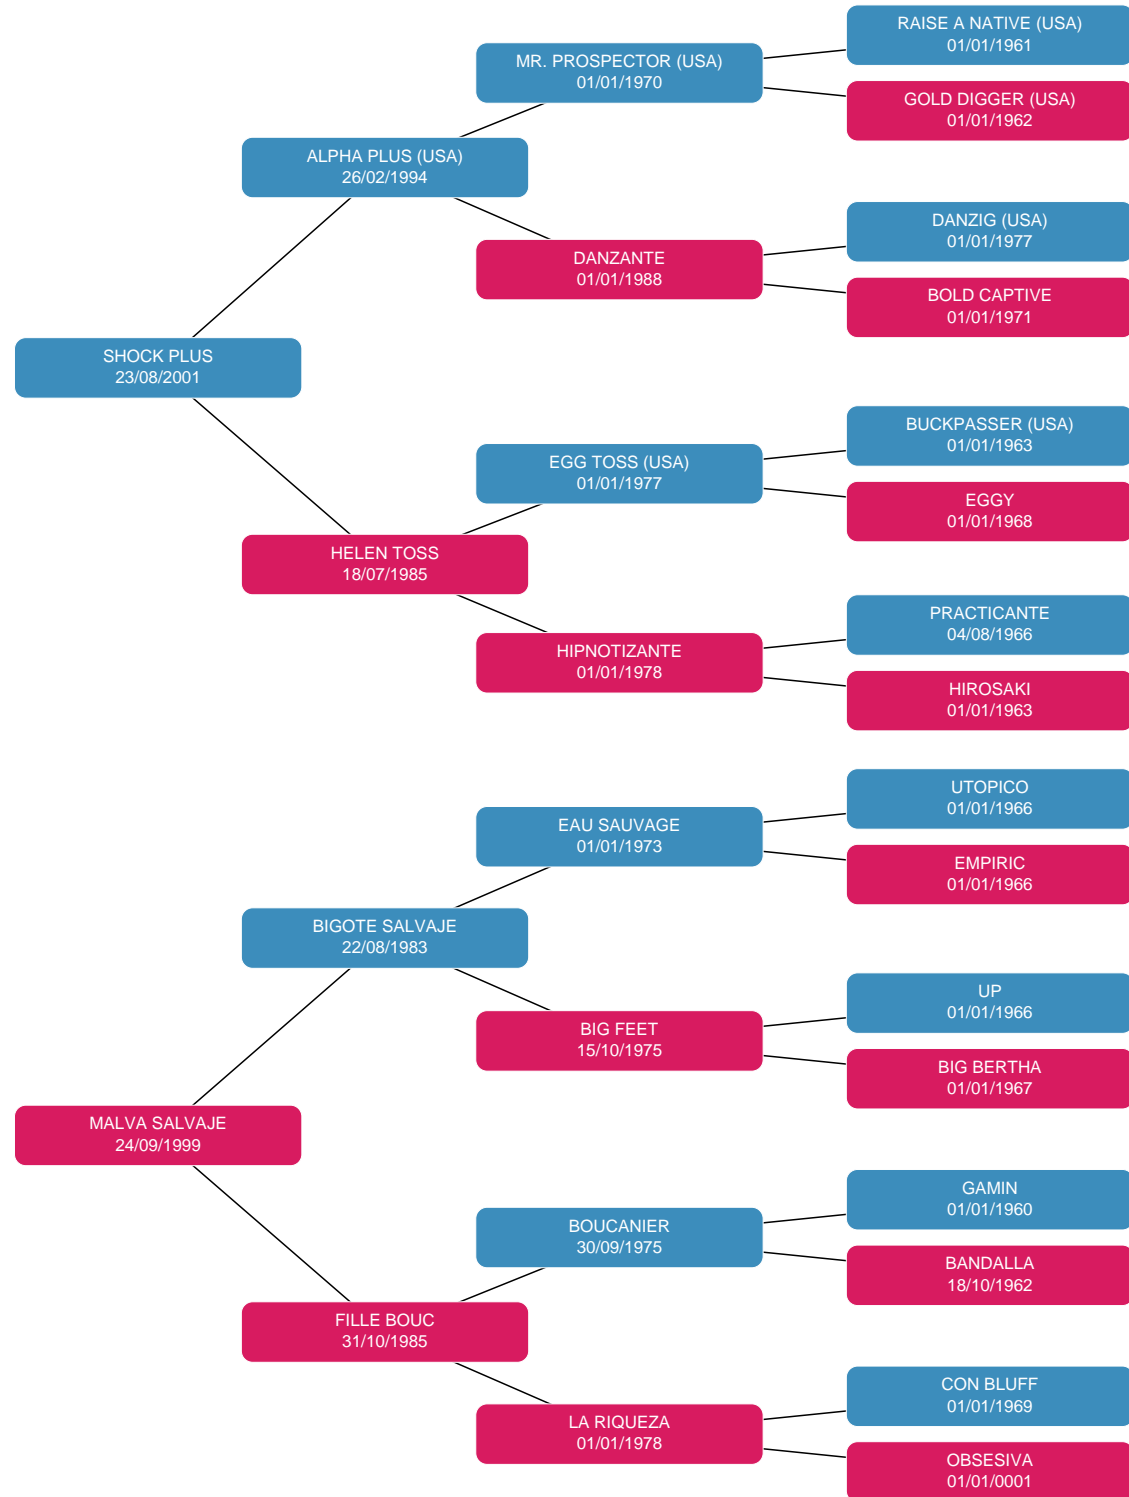 RAISE A NATIVE (USA)
01/01/1961
MR. PROSPECTOR (USA)
01/01/1970
GOLD DIGGER (USA)
01/01/1962
ALPHA PLUS (USA)
26/02/1994
DANZIG (USA)
01/01/1977
DANZANTE
01/01/1988
BOLD CAPTIVE
01/01/1971
SHOCK PLUS
23/08/2001
BUCKPASSER (USA)
01/01/1963
EGG TOSS (USA)
01/01/1977
EGGY
01/01/1968
HELEN TOSS
18/07/1985
PRACTICANTE
04/08/1966
HIPNOTIZANTE
01/01/1978
HIROSAKI
01/01/1963
UTOPICO
01/01/1966
EAU SAUVAGE
01/01/1973
EMPIRIC
01/01/1966
BIGOTE SALVAJE
22/08/1983
UP
01/01/1966
BIG FEET
15/10/1975
BIG BERTHA
01/01/1967
MALVA SALVAJE
24/09/1999
GAMIN
01/01/1960
BOUCANIER
30/09/1975
BANDALLA
18/10/1962
FILLE BOUC
31/10/1985
CON BLUFF
01/01/1969
LA RIQUEZA
01/01/1978
OBSESIVA
01/01/0001